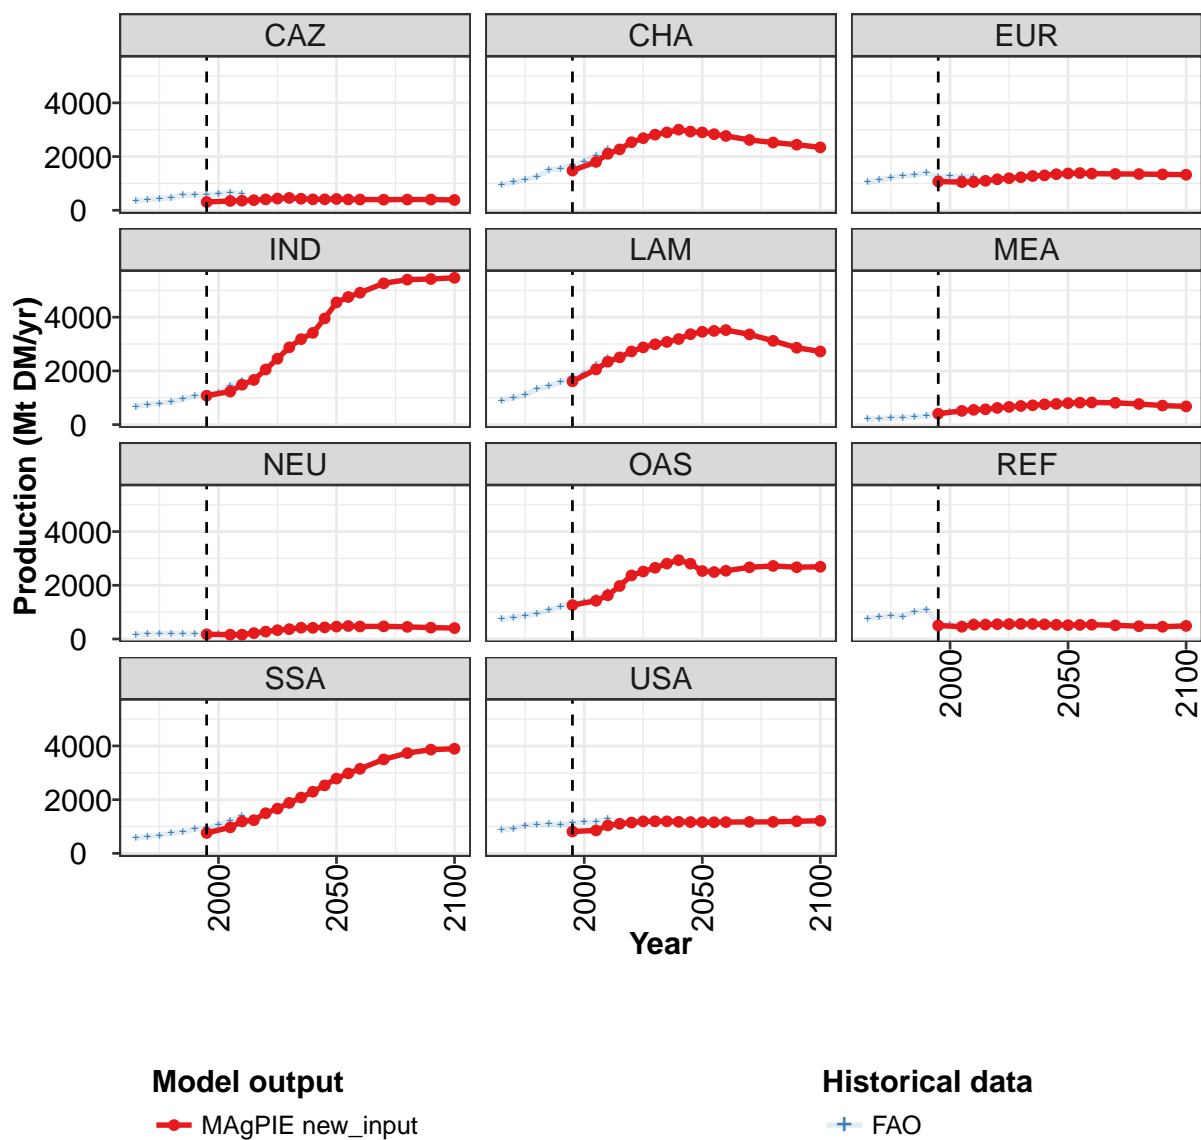 CAZ CHA EUR
4000
2000
0
IND LAM MEA
4000
2000
0
NEU OAS REF
4000
2000
0
2000 2050 2100
SSA USA
4000
2000
0
2000 2050 2100 2000 2050 2100
Production (Mt DM/yr)
Year
Model output Historical data
MAgPIE new_input FAO